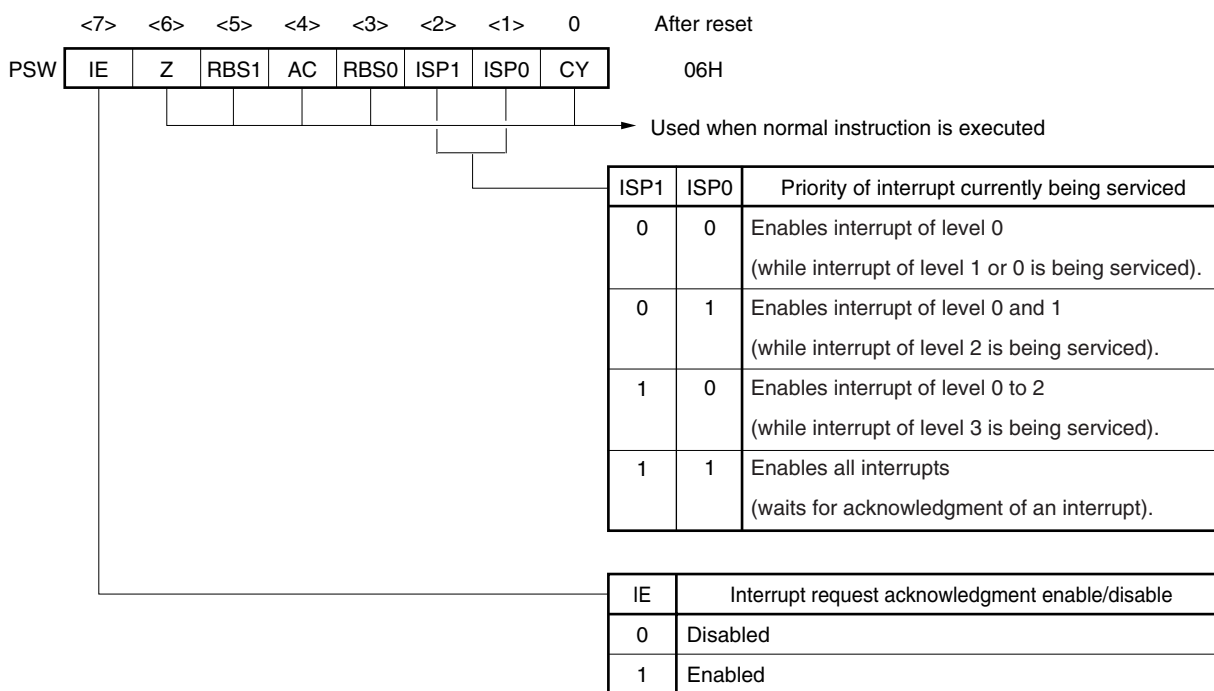 <7> <6> <5> <4> <3> <2> <1> 0 After reset
PSW IE Z RBS1 AC RBS0 ISP1 ISP0 CY 06H
Used when normal instruction is executed
ISP1 ISP0 Priority of interrupt currently being serviced
0 0 Enables interrupt of level 0
(while interrupt of level 1 or 0 is being serviced).
0 1 Enables interrupt of level 0 and 1
(while interrupt of level 2 is being serviced).
1 0 Enables interrupt of level 0 to 2
(while interrupt of level 3 is being serviced).
1 1 Enables all interrupts
(waits for acknowledgment of an interrupt).
IE Interrupt request acknowledgment enable/disable
0 Disabled
1 Enabled